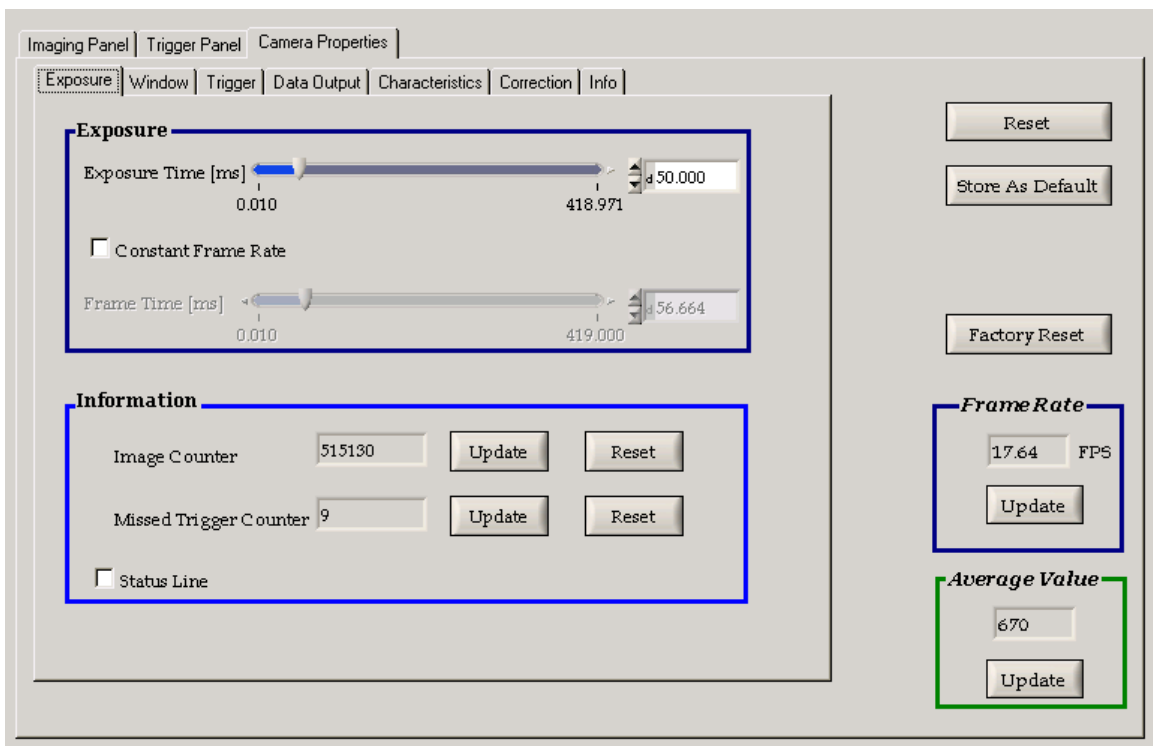 Imaging Panel Trigger Panel Camera Properties
Exposure Window Trigger Data Output Characteristics Correction Info
Exposure
Exposure Time [ms] d 50.000
0.010 418.971
Constant Frame Rate
Frame Time [ms] d 56.664
0.010 419.000
Information
Image Counter 515130 Update Reset
Missed Trigger Counter 9 Update Reset
Status Line
Reset
Store As Default
Factory Reset
Frame Rate
17.64 FPS
Update
Average Value
670
Update